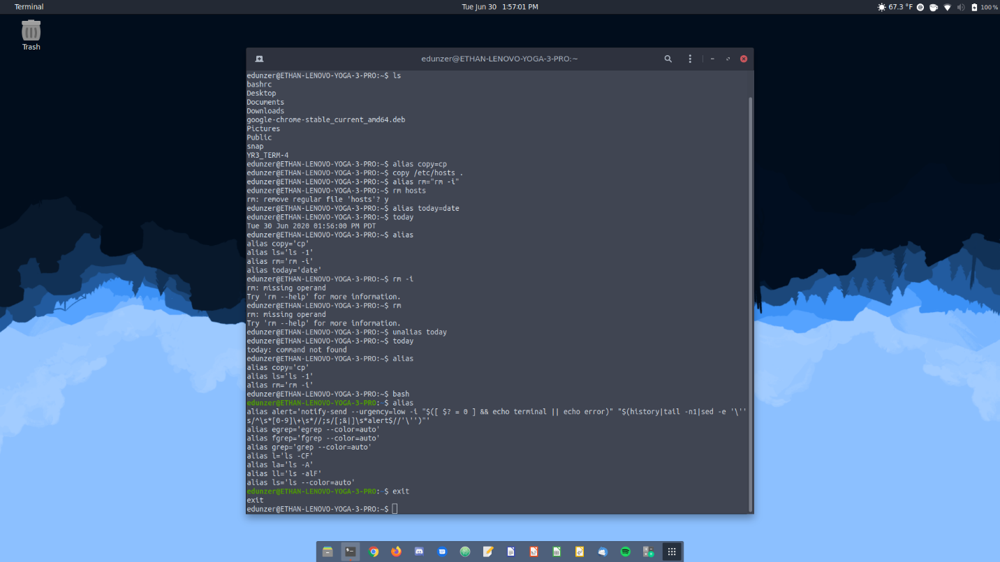 Terminal
Tue Jun 30 1:57:01 PM
67.3 °F
100 %
Trash
edunzer@ETHAN-LENOVO-YOGA-3-PRO:~
edunzer@ETHAN-LENOVO-YOGA-3-PRO:~$ ls
bashrc
Desktop
Documents
Downloads
google-chrome-stable_current_amd64.deb
Pictures
Public
snap
YR3_TERM-4
edunzer@ETHAN-LENOVO-YOGA-3-PRO:~$ alias copy=cp
edunzer@ETHAN-LENOVO-YOGA-3-PRO:~$ copy /etc/hosts .
edunzer@ETHAN-LENOVO-YOGA-3-PRO:~$ alias rm="rm -i"
edunzer@ETHAN-LENOVO-YOGA-3-PRO:~$ rm hosts
rm: remove regular file 'hosts'? y
edunzer@ETHAN-LENOVO-YOGA-3-PRO:~$ alias today=date
edunzer@ETHAN-LENOVO-YOGA-3-PRO:~$ today
Tue 30 Jun 2020 01:56:00 PM PDT
edunzer@ETHAN-LENOVO-YOGA-3-PRO:~$ alias
alias copy='cp'
alias ls='ls -1'
alias rm='rm -i'
alias today='date'
edunzer@ETHAN-LENOVO-YOGA-3-PRO:~$ rm -i
rm: missing operand
Try 'rm --help' for more information.
edunzer@ETHAN-LENOVO-YOGA-3-PRO:~$ rm
rm: missing operand
Try 'rm --help' for more information.
edunzer@ETHAN-LENOVO-YOGA-3-PRO:~$ unalias today
edunzer@ETHAN-LENOVO-YOGA-3-PRO:~$ today
today: command not found
edunzer@ETHAN-LENOVO-YOGA-3-PRO:~$ alias
alias copy='cp'
alias ls='ls -1'
alias rm='rm -i'
edunzer@ETHAN-LENOVO-YOGA-3-PRO:~$ bash
edunzer@ETHAN-LENOVO-YOGA-3-PRO:~$ alias
alias alert='notify-send --urgency=low -i "$([ $? = 0 ] && echo terminal || echo error)" "$(history|tail -n1|sed -e '\''
s/^\s*[0-9]\+\s*//;s/[;&|]\s*alert$//'\'')"'
alias egrep='egrep --color=auto'
alias fgrep='fgrep --color=auto'
alias grep='grep --color=auto'
alias l='ls -CF'
alias la='ls -A'
alias ll='ls -alF'
alias ls='ls --color=auto'
edunzer@ETHAN-LENOVO-YOGA-3-PRO:~$ exit
exit
edunzer@ETHAN-LENOVO-YOGA-3-PRO:~$